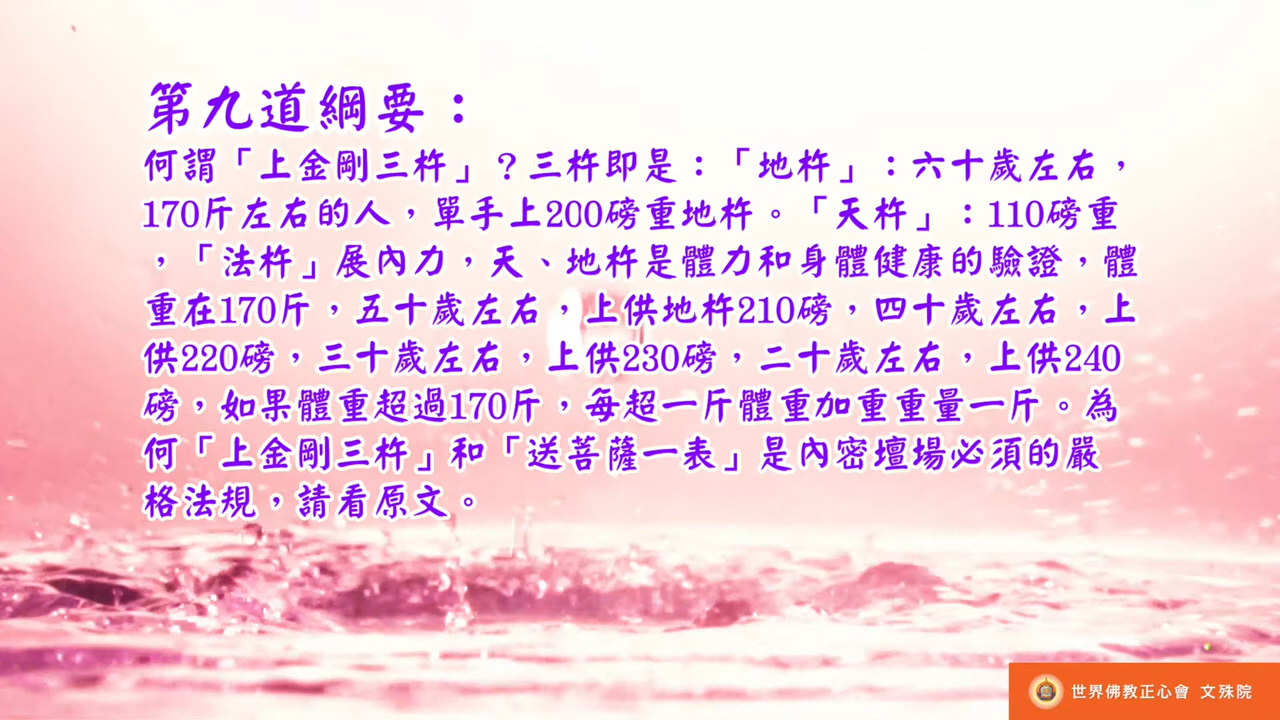 第九道綱要：
何謂「上金剛三杵」？三杵即是：「地杵」：六十歲左右，
170斤左右的人，單手上200磅重地杵。「天杵」：110磅重
，「法杵」展內力，天、地杵是體力和身體健康的驗證，體
重在170斤，五十歲左右，上供地杵210磅，四十歲左右，上
供220磅，三十歲左右，上供230磅，二十歲左右，上供240
磅，如果體重超過170斤，每超一斤體重加重重量一斤。為
何「上金剛三杵」和「送菩薩一表」是內密壇場必須的嚴
格法規，請看原文。
世界佛教正心會 文殊院